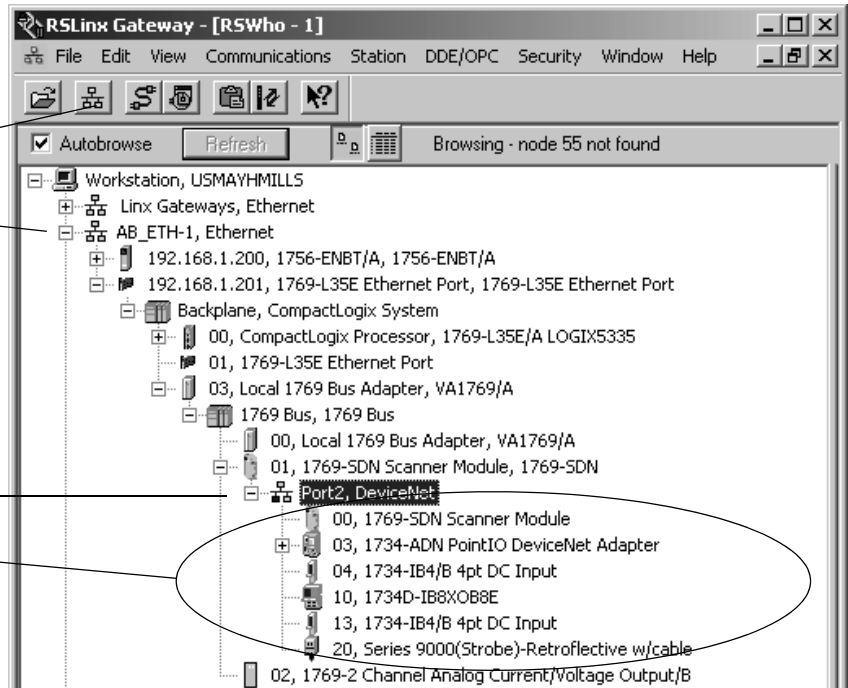 RSLinx Gateway - [RSWho - 1]
File Edit View Communications Station DDE/OPC Security Window Help
Autobrowse Refresh Browsing - node 55 not found
Workstation, USMAYHMILLS
Linx Gateways, Ethernet
AB_ETH-1, Ethernet
192.168.1.200, 1756-ENBT/A, 1756-ENBT/A
192.168.1.201, 1769-L35E Ethernet Port, 1769-L35E Ethernet Port
Backplane, CompactLogix System
00, CompactLogix Processor, 1769-L35E/A LOGIX5335
01, 1769-L35E Ethernet Port
03, Local 1769 Bus Adapter, VA1769/A
1769 Bus, 1769 Bus
00, Local 1769 Bus Adapter, VA1769/A
01, 1769-SDN Scanner Module, 1769-SDN
Port2, DeviceNet
00, 1769-SDN Scanner Module
03, 1734-ADN PointIO DeviceNet Adapter
04, 1734-IB4/B 4pt DC Input
10, 1734D-IB8XOB8E
13, 1734-IB4/B 4pt DC Input
20, Series 9000(Strobe)-Retroflective w/cable
02, 1769-2 Channel Analog Current/Voltage Output/B